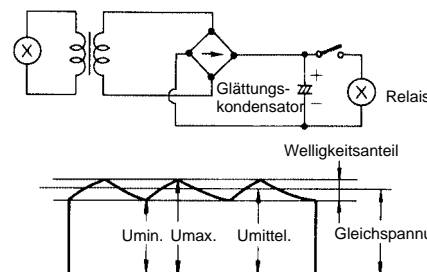 Glättungs-
kondensator
+
–
Relais
Welligkeitsanteil
Umin. Umax. Umittel. Gleichspannu